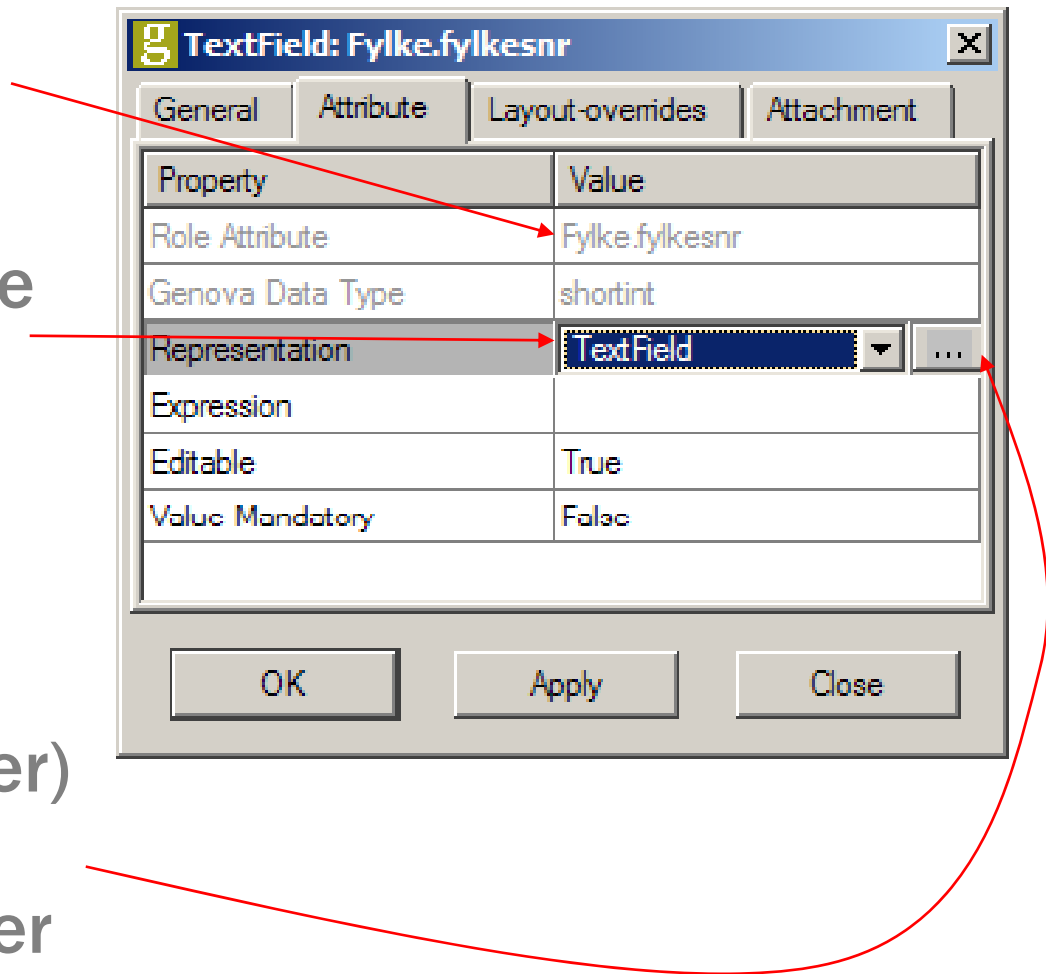 g TextField: Fylke.fylkesnr
General Attribute Layout-overrides Attachment
Property Value
Role Attribute Fylke.fylkesnr
e
Genova Data Type shortint
Representation TextField ...
Expression
Editable True
Value Mandatory False
OK Apply Close
er)
er